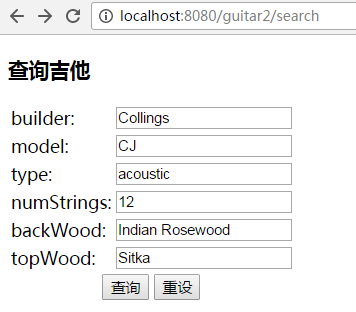 localhost:8080/guitar2/search
查询吉他
builder: Collings
model: CJ
type: acoustic
numStrings: 12
backWood: Indian Rosewood
topWood: Sitka
查询 重设